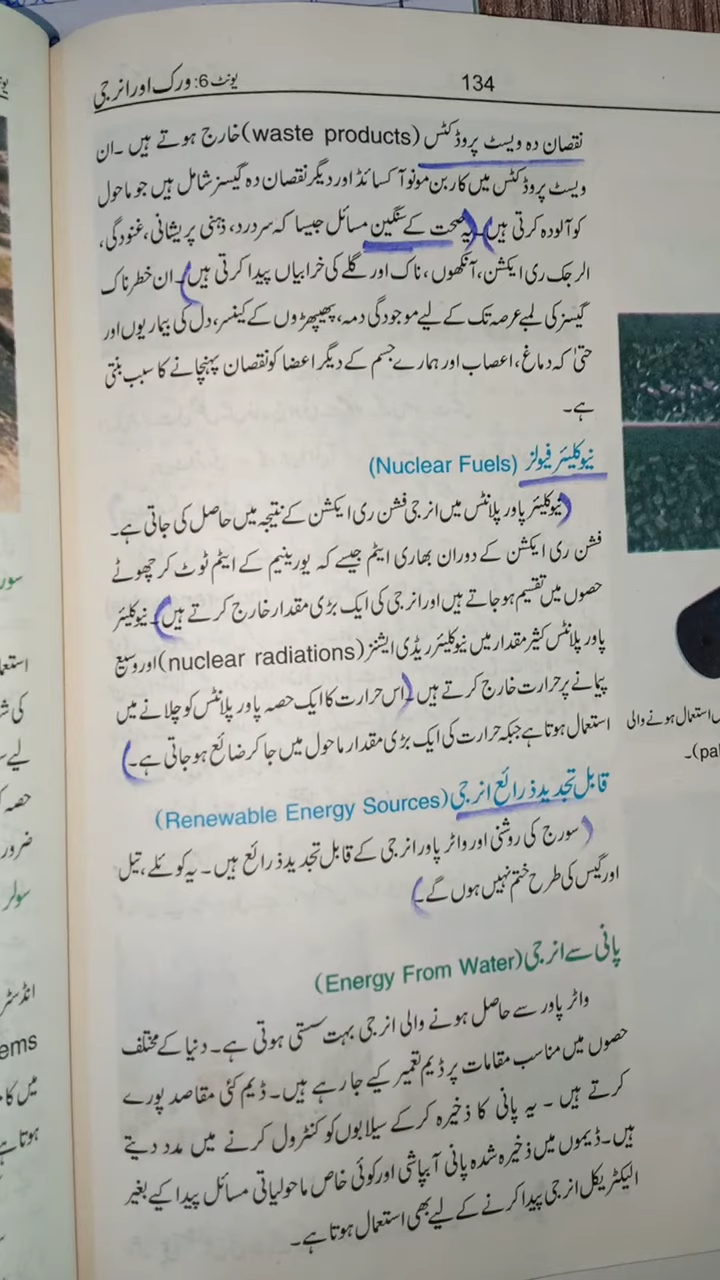 134
یونٹ 6: ورک اور انرجی
نقصان دہ ویسٹ پروڈکٹس (waste products) خارج ہوتے ہیں۔ ان
ویسٹ پروڈکٹس میں کاربن مونو آکسائڈ اور دیگر نقصان دہ گیسز شامل ہیں جو ماحول
کو آلودہ کرتی ہیں۔ یہ صحت کے سنگین مسائل جیسا کہ سردرد، ذہنی پریشانی، غنودگی،
الرجک ری ایکشن، آنکھوں، ناک اور گلے کی خرابیاں پیدا کرتی ہیں۔ ان خطرناک
گیسز کی لمبے عرصہ تک کے لیے موجودگی دمہ، پھیپھڑوں کے کینسر، دل کی بیماریوں اور
حتیٰ کہ دماغ، اعصاب اور ہمارے جسم کے دیگر اعضا کو نقصان پہنچانے کا سبب بنتی
ہے۔
نیوکلیئر فیولز (Nuclear Fuels)
نیوکلیئر پاور پلانٹس میں انرجی فشن ری ایکشن کے نتیجہ میں حاصل کی جاتی ہے۔
فشن ری ایکشن کے دوران بھاری ایٹم جیسے کہ یورینیم کے ایٹم ٹوٹ کر چھوٹے
حصوں میں تقسیم ہو جاتے ہیں اور انرجی کی ایک بڑی مقدار خارج کرتے ہیں۔ نیوکلیئر
پاور پلانٹس کثیر مقدار میں نیوکلیئر ریڈی ایشنز (nuclear radiations) اور وسیع
پیمانے پر حرارت خارج کرتے ہیں۔ اس حرارت کا ایک حصہ پاور پلانٹس کو چلانے میں
استعمال ہوتا ہے جبکہ حرارت کی ایک بڑی مقدار ماحول میں جا کر ضائع ہو جاتی ہے۔
قابل تجدید ذرائع انرجی (Renewable Energy Sources)
سورج کی روشنی اور واٹر پاور انرجی کے قابل تجدید ذرائع ہیں۔ یہ کوئلے، تیل
اور گیس کی طرح ختم نہیں ہوں گے۔
پانی سے انرجی (Energy From Water)
واٹر پاور سے حاصل ہونے والی انرجی بہت سستی ہوتی ہے۔ دنیا کے مختلف
حصوں میں مناسب مقامات پر ڈیم تعمیر کیے جا رہے ہیں۔ ڈیم کئی مقاصد پورے
کرتے ہیں ۔ یہ پانی کا ذخیرہ کر کے سیلابوں کو کنٹرول کرنے میں مدد دیتے
ہیں۔ ڈیموں میں ذخیرہ شدہ پانی آبپاشی اور کوئی خاص ماحولیاتی مسائل پیدا کیے بغیر
الیکٹریکل انرجی پیدا کرنے کے لیے بھی استعمال ہوتا ہے۔
استعمال ہونے والی
(pa
کی
لیے
حصہ
ضرور
سولر
انڈسٹر
ems
میں کا
ہوتا ہے